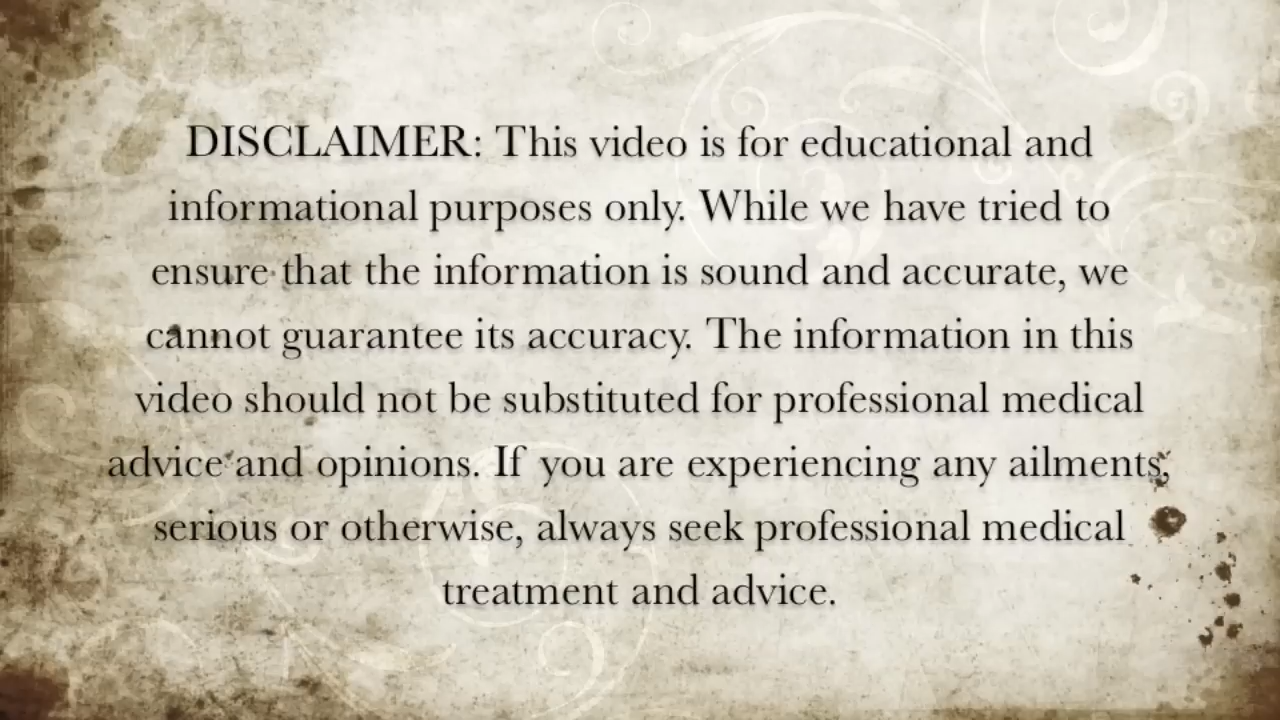 DISCLAIMER: This video is for educational and
informational purposes only. While we have tried to
ensure that the information is sound and accurate, we
cannot guarantee its accuracy. The information in this
video should not be substituted for professional medical
advice and opinions. If you are experiencing any ailments,
serious or otherwise, always seek professional medical
treatment and advice.